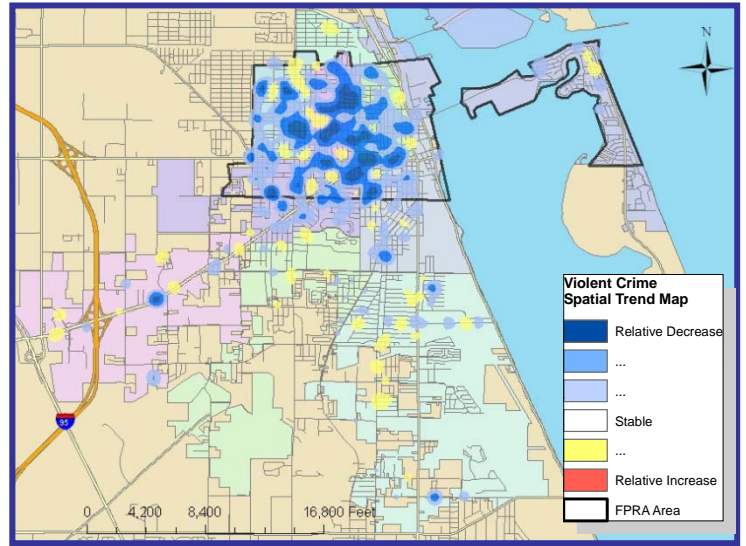 N
Violent Crime
Spatial Trend Map
Relative Decrease
...
...
Stable
...
Relative Increase
FPRA Area
95
0 4,200 8,400 16,800 Feet